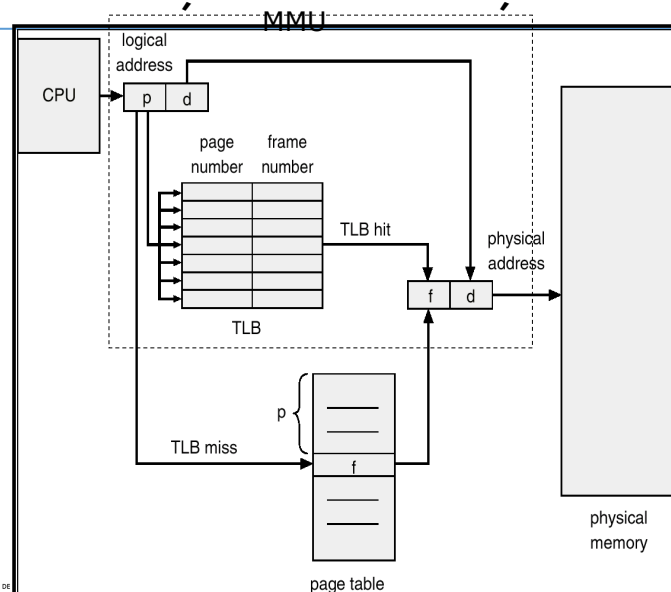 MMU
logical
address
CPU
p d
page frame
number number
TLB hit
physical
address
f d
TLB
p
TLB miss
f
physical
memory
page table
DE